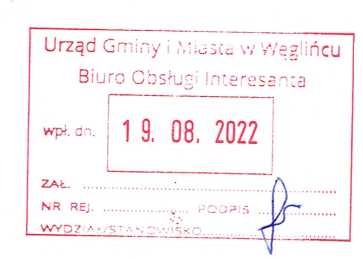 Urząd Gminy i Miasta w Węglińcu
Biuro Obsługi Interesanta
wpł. dn. 19. 08. 2022
ZAŁ. ............
NR REJ. ............ PODPIS ............
WYDZIAŁ/STANOWISKO............